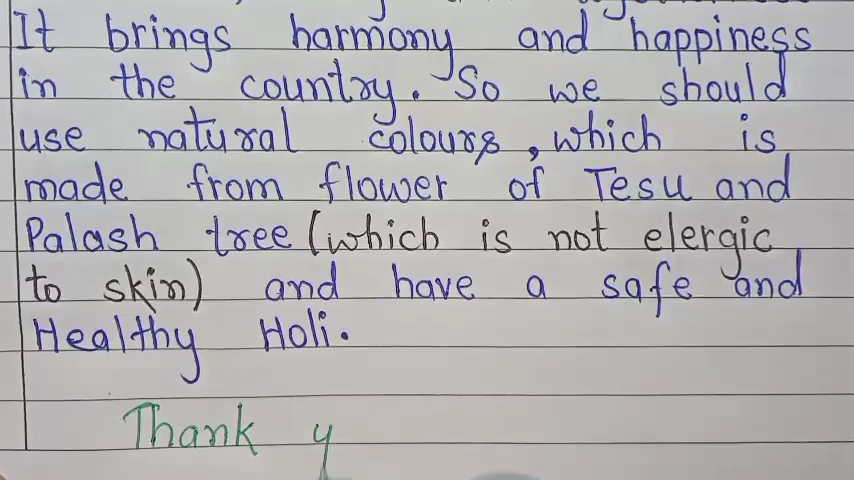 It brings harmony and happiness
in the country. So we should
use natural colours, which is
made from flower of Tesu and
Palash tree (which is not elergic
to skin) and have a safe and
Healthy Holi.
Thank y